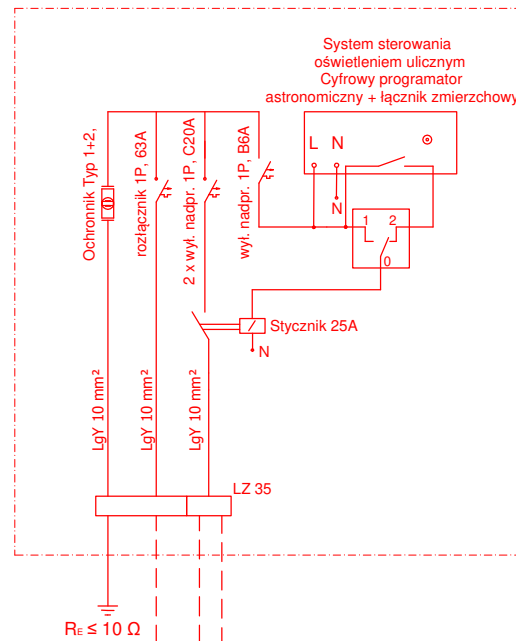 System sterowania
oświetleniem ulicznym
Cyfrowy programator
astronomiczny + łącznik zmierzchowy
L N
N
1 2
0
Ochronnik Typ 1+2,
rozłącznik 1P, 63A
2 x wył. nadpr. 1P, C20A
wył. nadpr. 1P, B6A
Stycznik 25A
N
LgY 10 mm²
LgY 10 mm²
LgY 10 mm²
LZ 35
RE ≤ 10 Ω